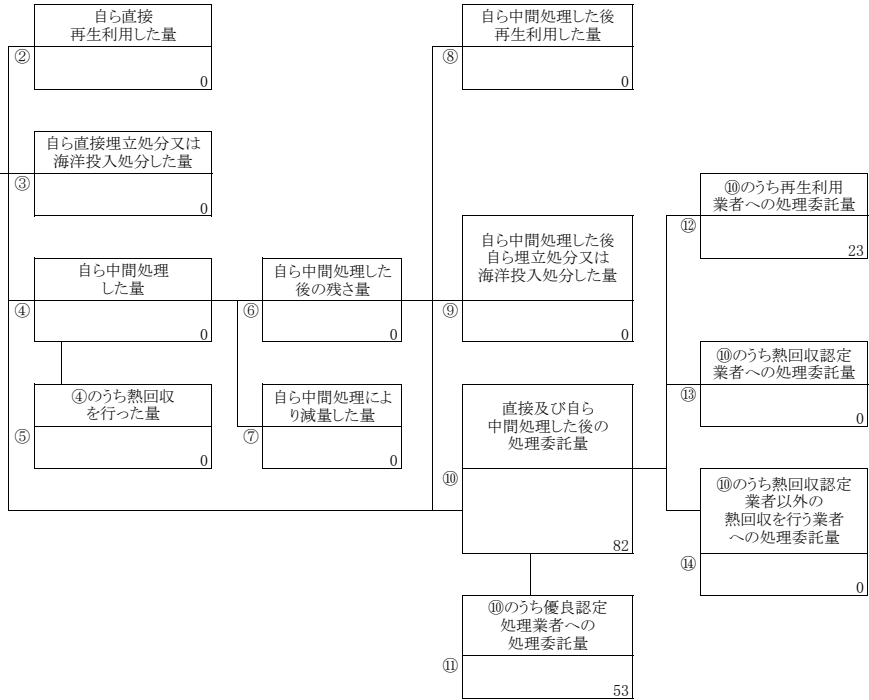 自ら直接
再生利用した量
②
0
自ら直接埋立処分又は
海洋投入処分した量
③
0
自ら中間処理
した量
④
0
④のうち熱回収
を行った量
⑤
0
自ら中間処理した
後の残さ量
⑥
0
自ら中間処理によ
り減量した量
⑦
0
自ら中間処理した後
再生利用した量
⑧
0
自ら中間処理した後
自ら埋立処分又は
海洋投入処分した量
⑨
0
直接及び自ら
中間処理した後の
処理委託量
⑩
82
⑩のうち優良認定
処理業者への
処理委託量
⑪
53
⑩のうち再生利用
業者への処理委託量
⑫
23
⑩のうち熱回収認定
業者への処理委託量
⑬
0
⑩のうち熱回収認定
業者以外の
熱回収を行う業者
への処理委託量
⑭
0